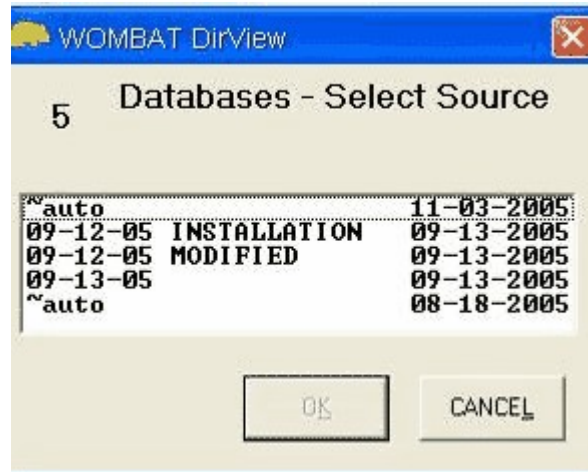 WOMBAT DirView
5 Databases - Select Source
~auto 11-03-2005
09-12-05 INSTALLATION 09-13-2005
09-12-05 MODIFIED 09-13-2005
09-13-05 09-13-2005
~auto 08-18-2005
OK CANCEL